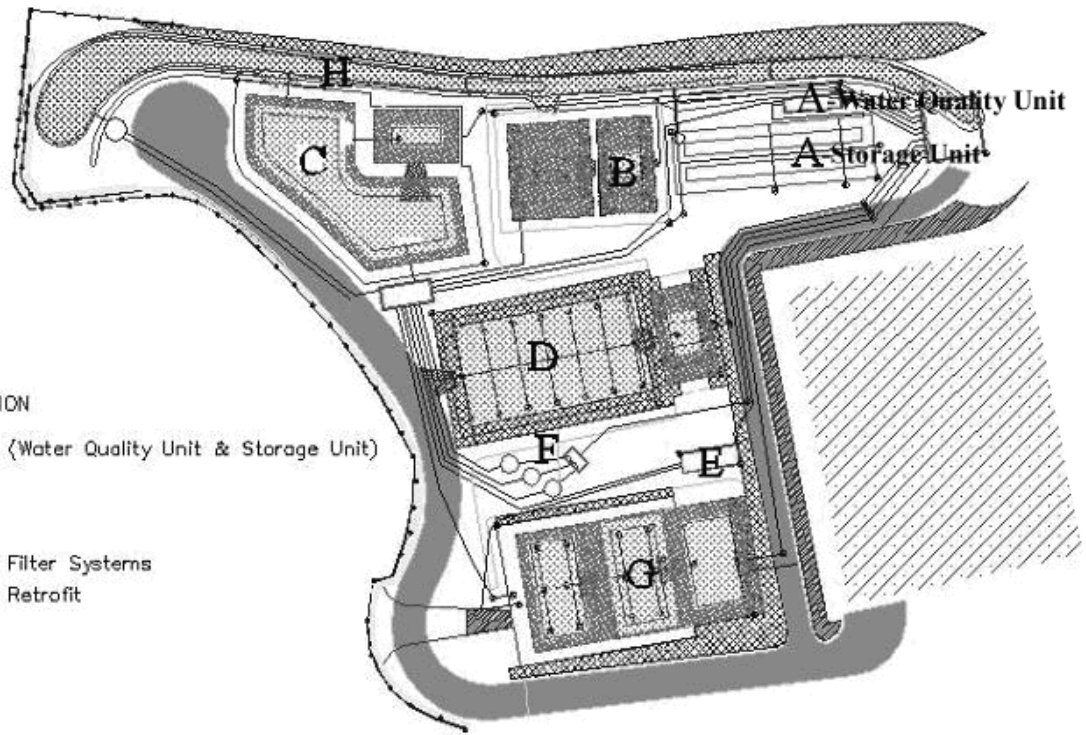 H
A-Water Quality Unit
C
B
A-Storage Unit
D
ION
(Water Quality Unit & Storage Unit)
F
E
Filter Systems
G
Retrofit